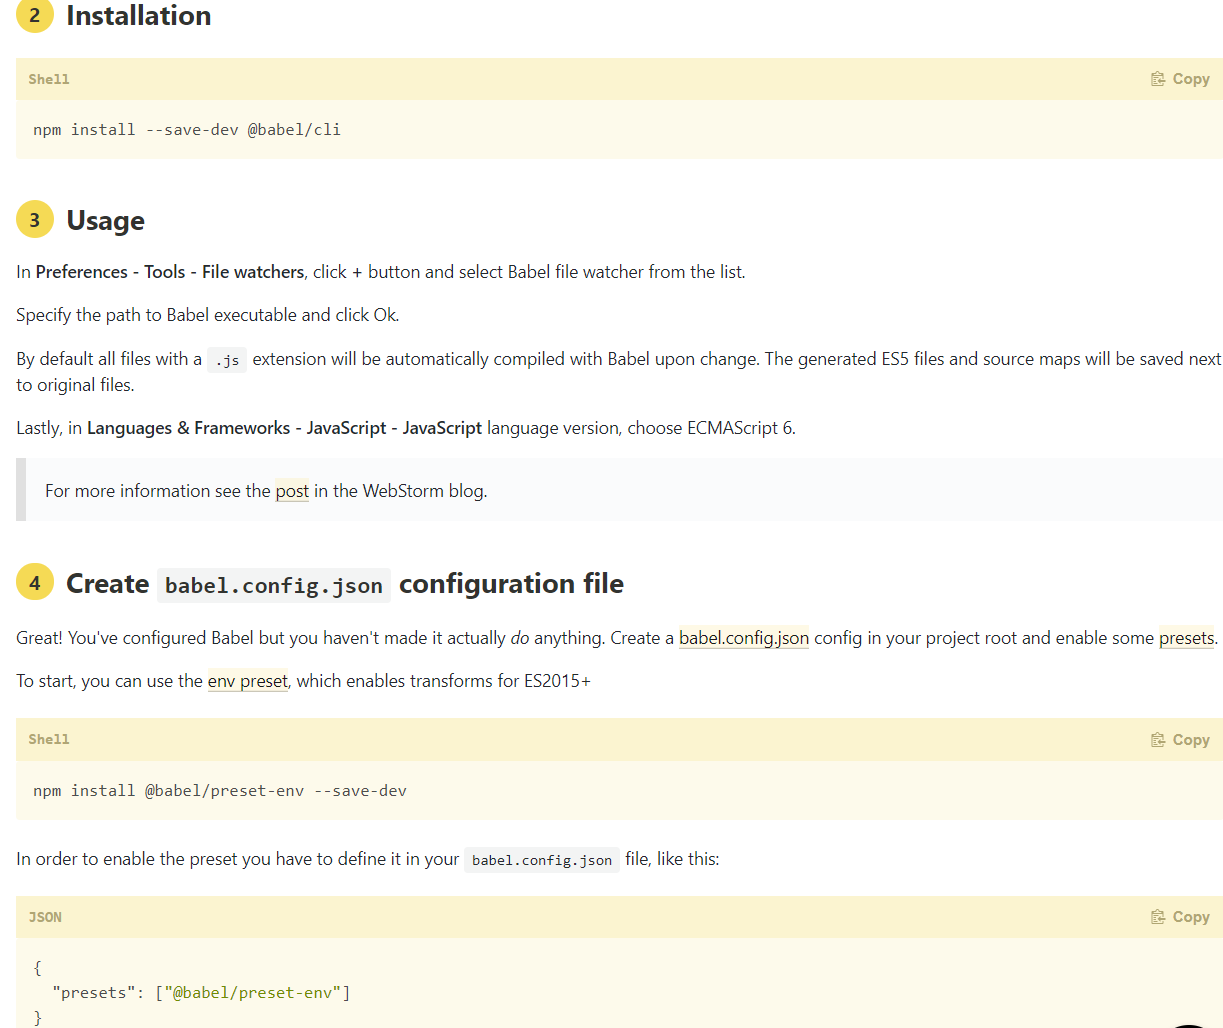 2 Installation
Shell Copy
npm install --save-dev @babel/cli
3 Usage
In Preferences - Tools - File watchers, click + button and select Babel file watcher from the list.
Specify the path to Babel executable and click Ok.
By default all files with a .js extension will be automatically compiled with Babel upon change. The generated ES5 files and source maps will be saved next
to original files.
Lastly, in Languages & Frameworks - JavaScript - JavaScript language version, choose ECMAScript 6.
For more information see the post in the WebStorm blog.
4 Create babel.config.json configuration file
Great! You've configured Babel but you haven't made it actually do anything. Create a babel.config.json config in your project root and enable some presets.
To start, you can use the env preset, which enables transforms for ES2015+
Shell Copy
npm install @babel/preset-env --save-dev
In order to enable the preset you have to define it in your babel.config.json file, like this:
JSON Copy
{
  "presets": ["@babel/preset-env"]
}